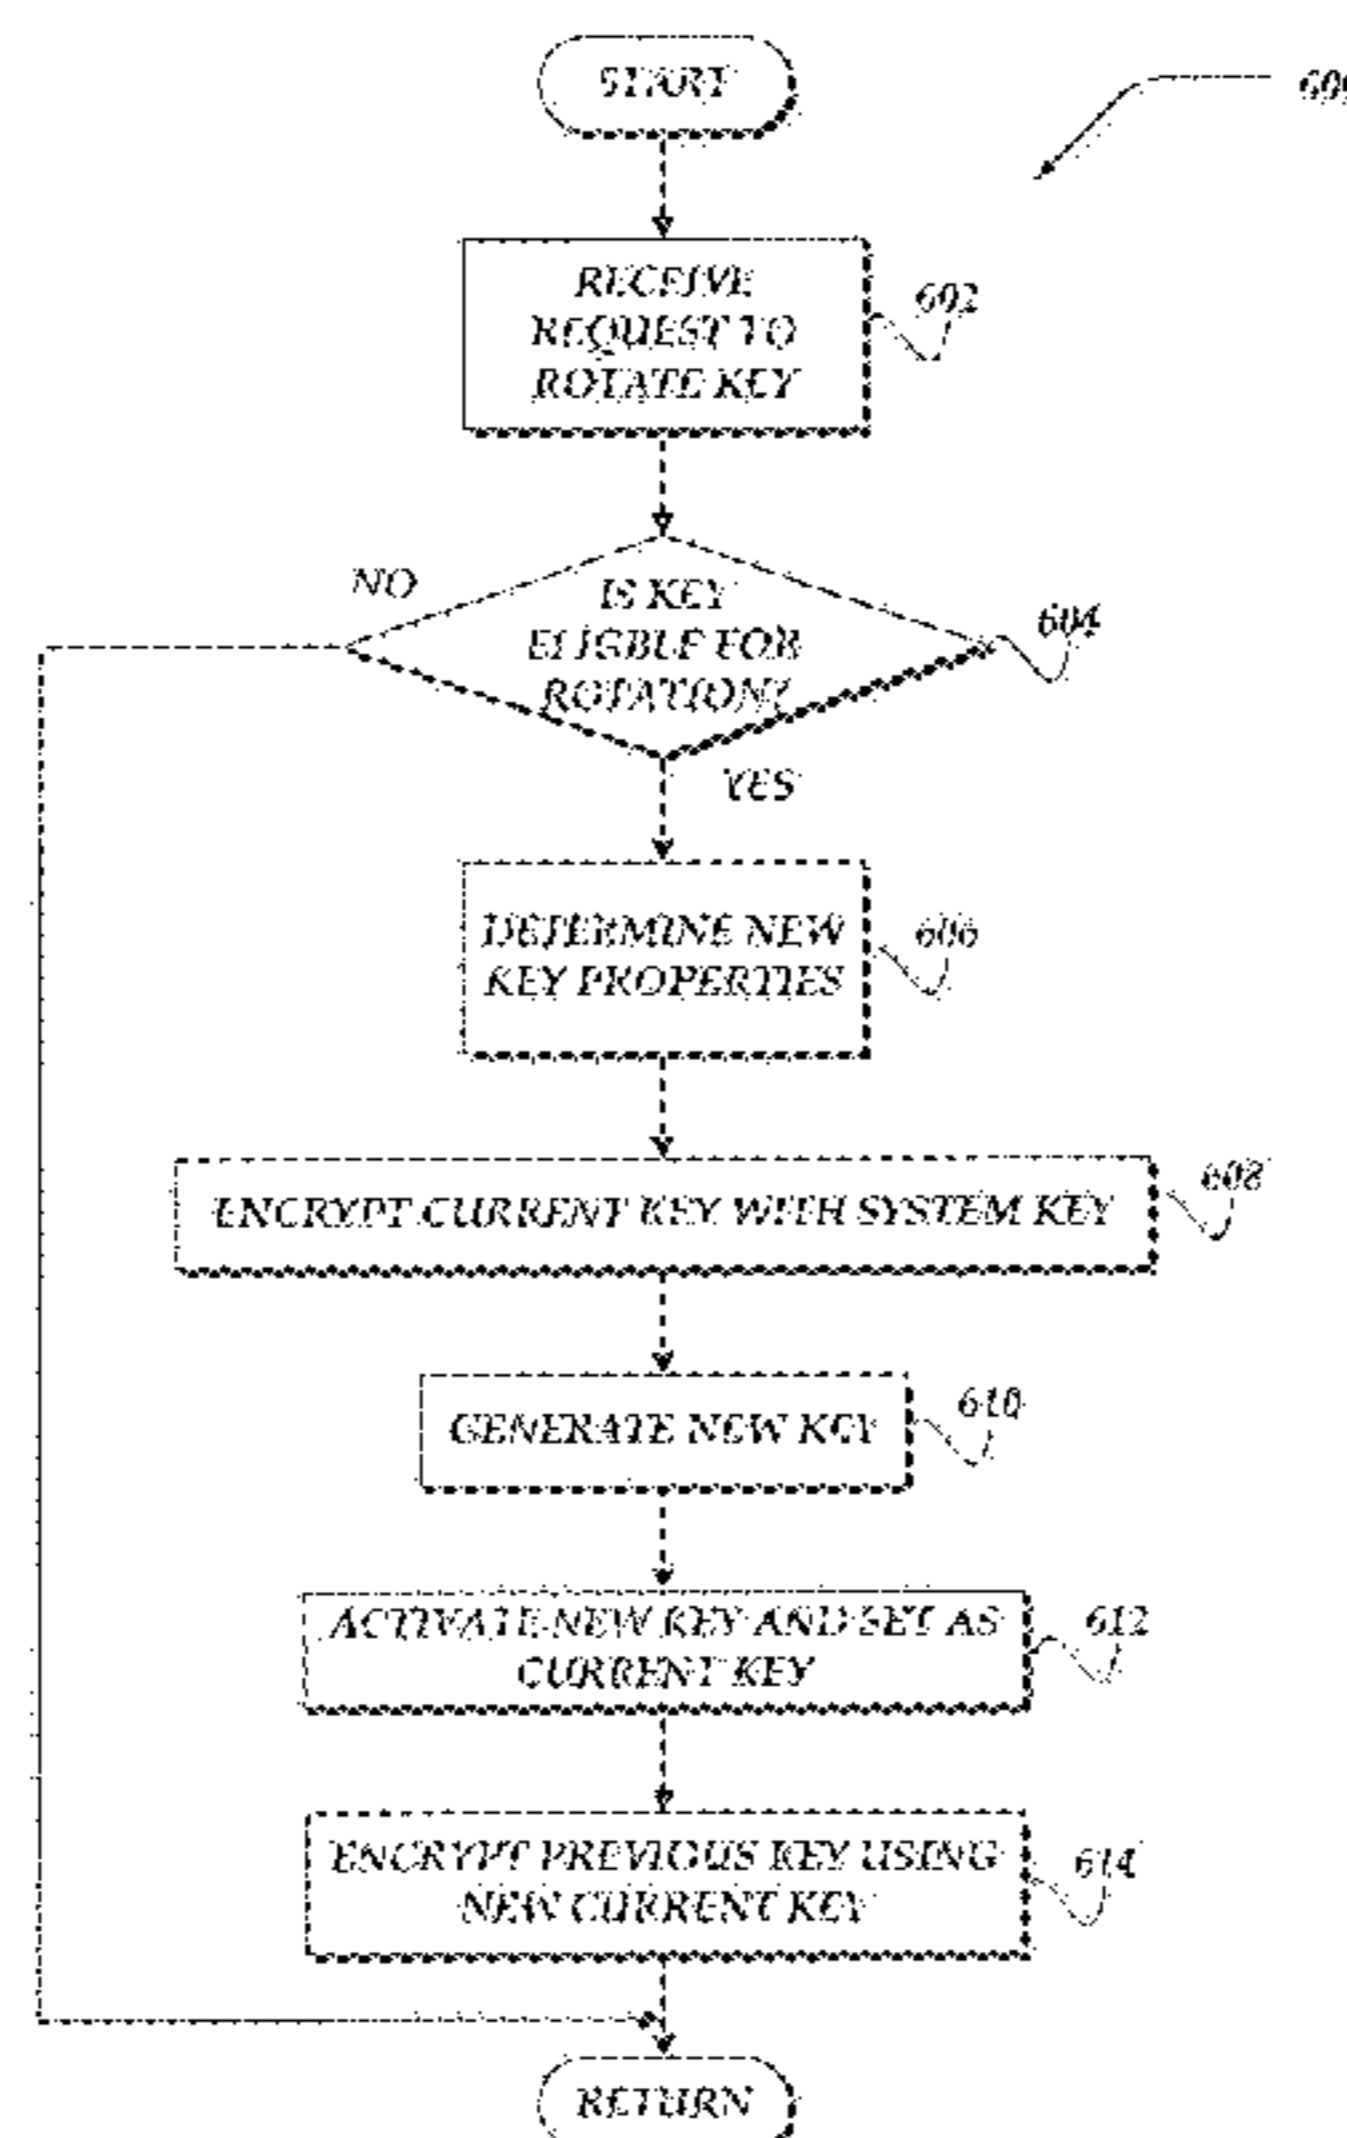 START
600
RECEIVE
REQUEST TO
ROTATE KEY
602
NO
IS KEY
ELIGBLE FOR
ROTATION?
604
YES
DETERMINE NEW
KEY PROPERTIES
606
ENCRYPT CURRENT KEY WITH SYSTEM KEY
608
GENERATE NEW KEY
610
ACTIVATE NEW KEY AND SET AS
CURRENT KEY
612
ENCRYPT PREVIOUS KEY USING
NEW CURRENT KEY
614
RETURN